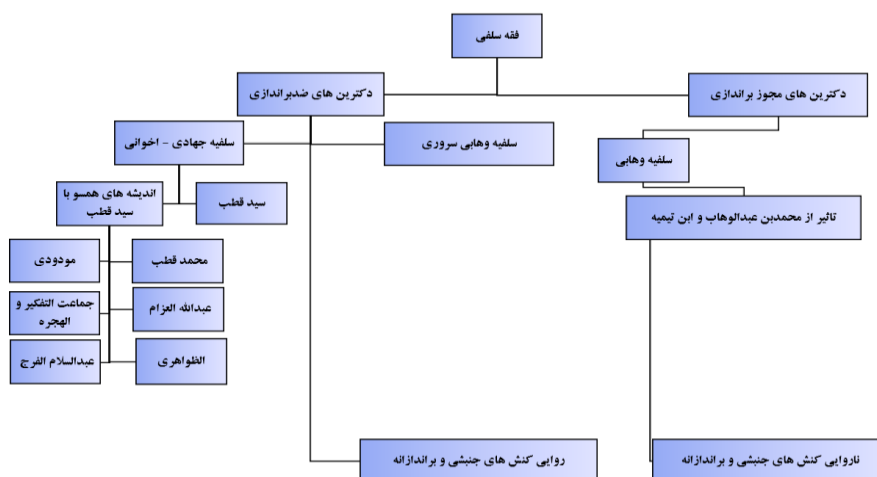 فقه سلفی
دکترین های مجوز براندازی
دکترین های ضدبراندازی
سلفیه وهابی
سلفیه وهابی سروری
سلفیه جهادی - اخوانی
تاثیر از محمدبن عبدالوهاب و ابن تیمیه
سید قطب
اندیشه های همسو با
سید قطب
محمد قطب
مودودی
عبدالله العزام
جماعت التفکیر و
الهجره
الظواهری
عبدالسلام الفرج
ناروایی کنش های جنبشی و براندازانه
روایی کنش های جنبشی و براندازانه